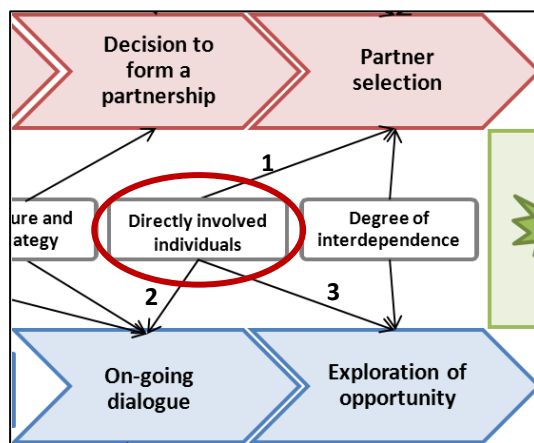 Decision to
form a
partnership
Partner
selection
1
ure and
ategy
Directly involved
individuals
Degree of
interdependence
2
3
On-going
dialogue
Exploration of
opportunity